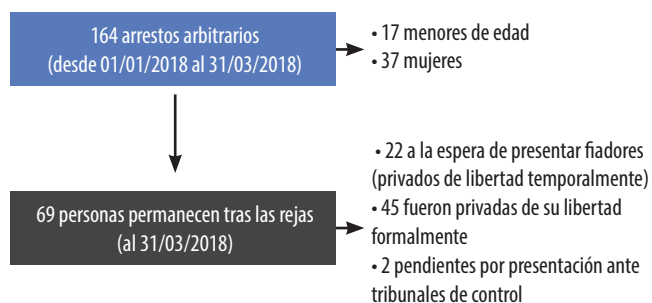 164 arrestos arbitrarios
(desde 01/01/2018 al 31/03/2018)
• 17 menores de edad
• 37 mujeres
69 personas permanecen tras las rejas
(al 31/03/2018)
• 22 a la espera de presentar fiadores
(privados de libertad temporalmente)
• 45 fueron privadas de su libertad
formalmente
• 2 pendientes por presentación ante
tribunales de control